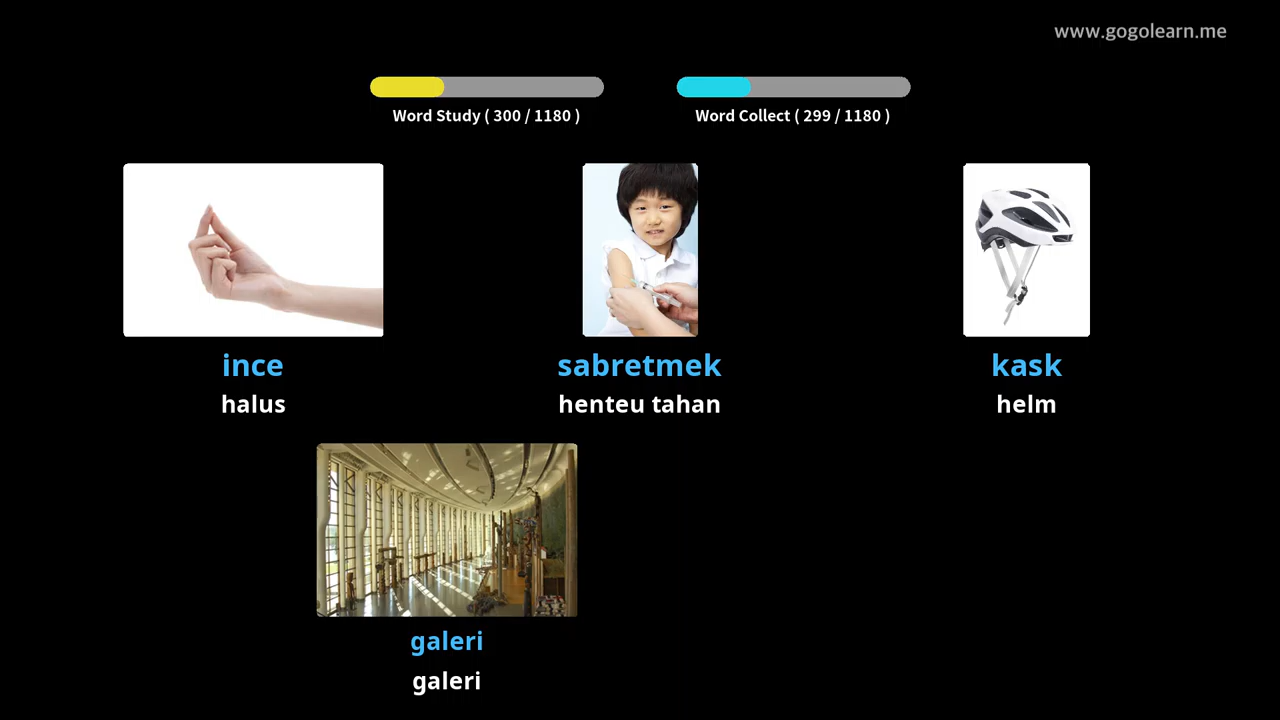 www.gogolearn.me
Word Study ( 300 / 1180 )
Word Collect ( 299 / 1180 )
ince
halus
sabretmek
henteu tahan
kask
helm
galeri
galeri